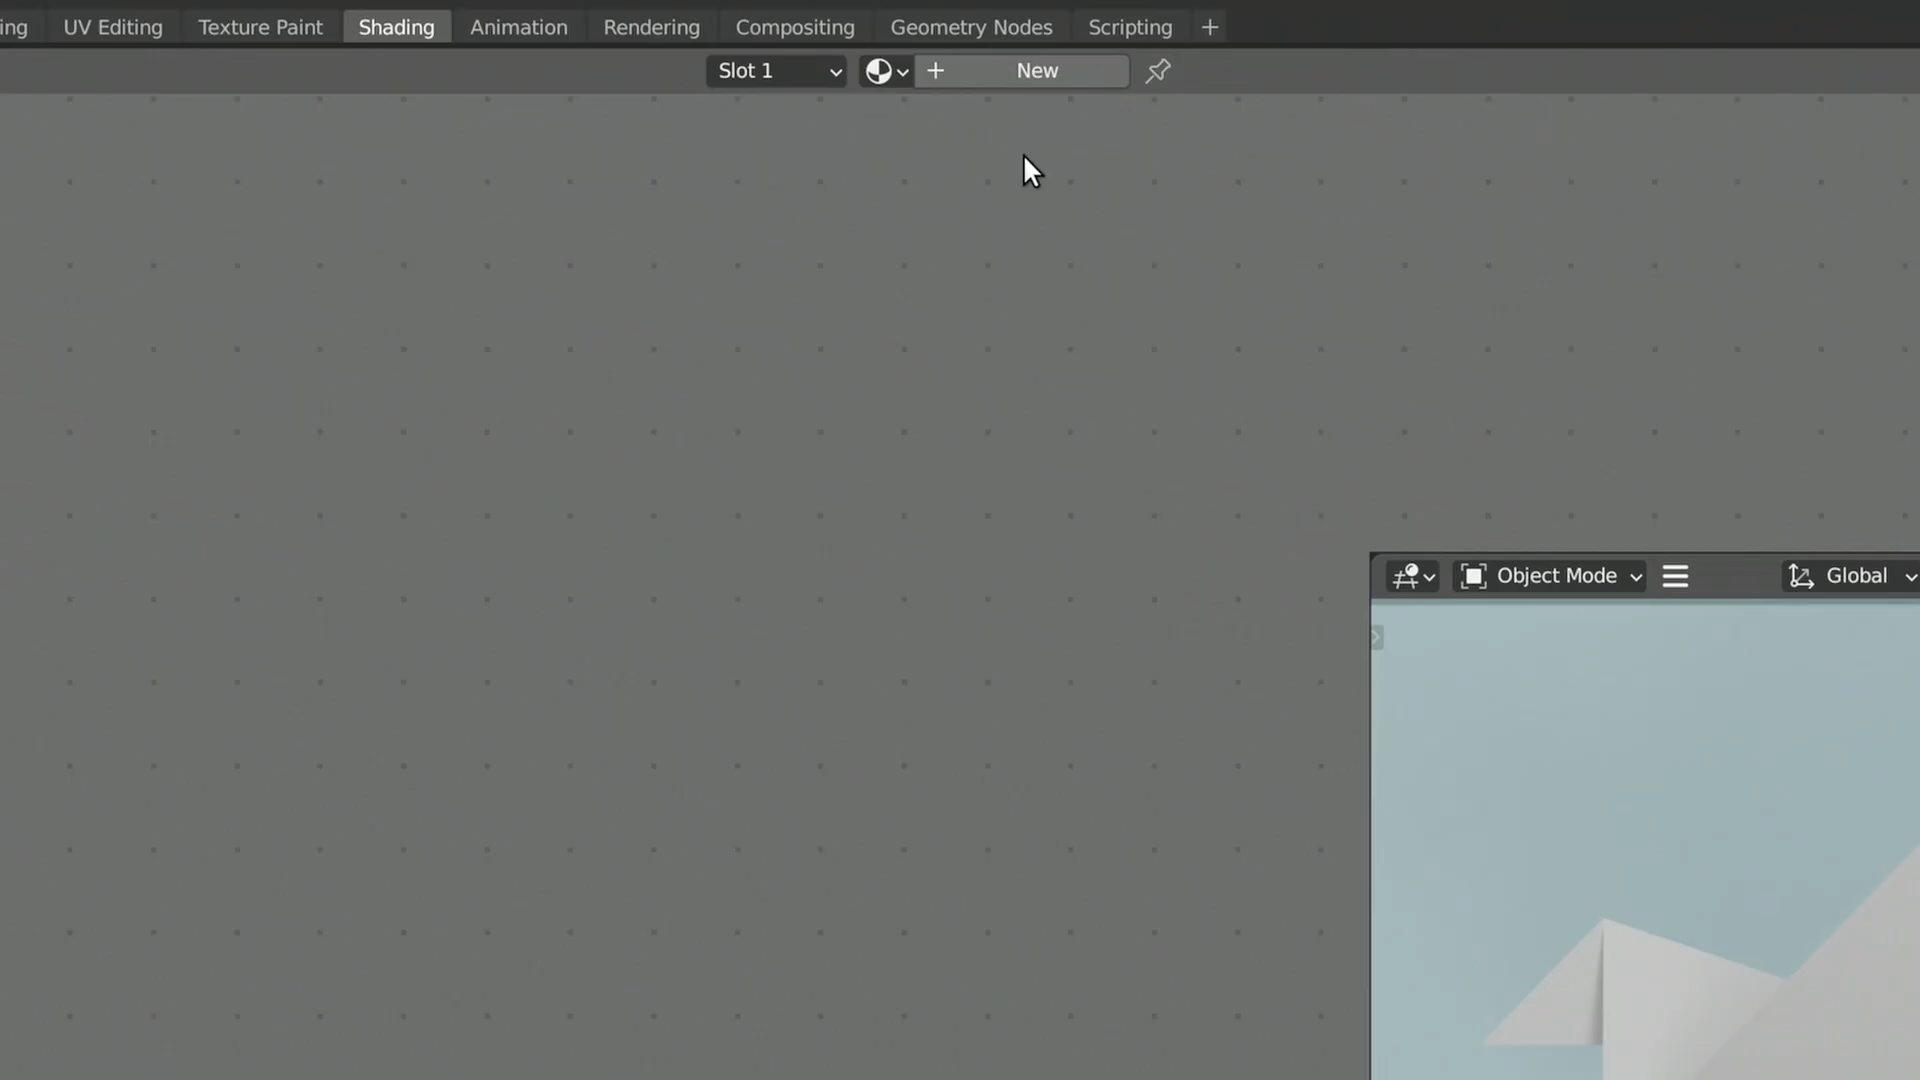 ing UV Editing Texture Paint Shading Animation Rendering Compositing Geometry Nodes Scripting +
Slot 1 + New
Object Mode Global